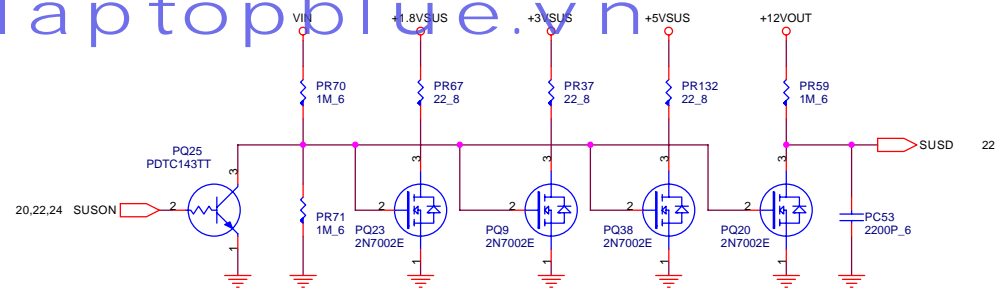 laptopblue.vn
VIN +1.8VSUS +3VSUS +5VSUS +12VOUT
PR70
1M_6
PR67
22_8
PR37
22_8
PR132
22_8
PR59
1M_6
PQ25
PDTC143TT
3
3
3
3
3
SUSD 22
20,22,24 SUSON
2
2
2
2
2
PR71
1M_6
PQ23
2N7002E
PQ9
2N7002E
PQ38
2N7002E
PQ20
2N7002E
PC53
2200P_6
1
1
1
1
1